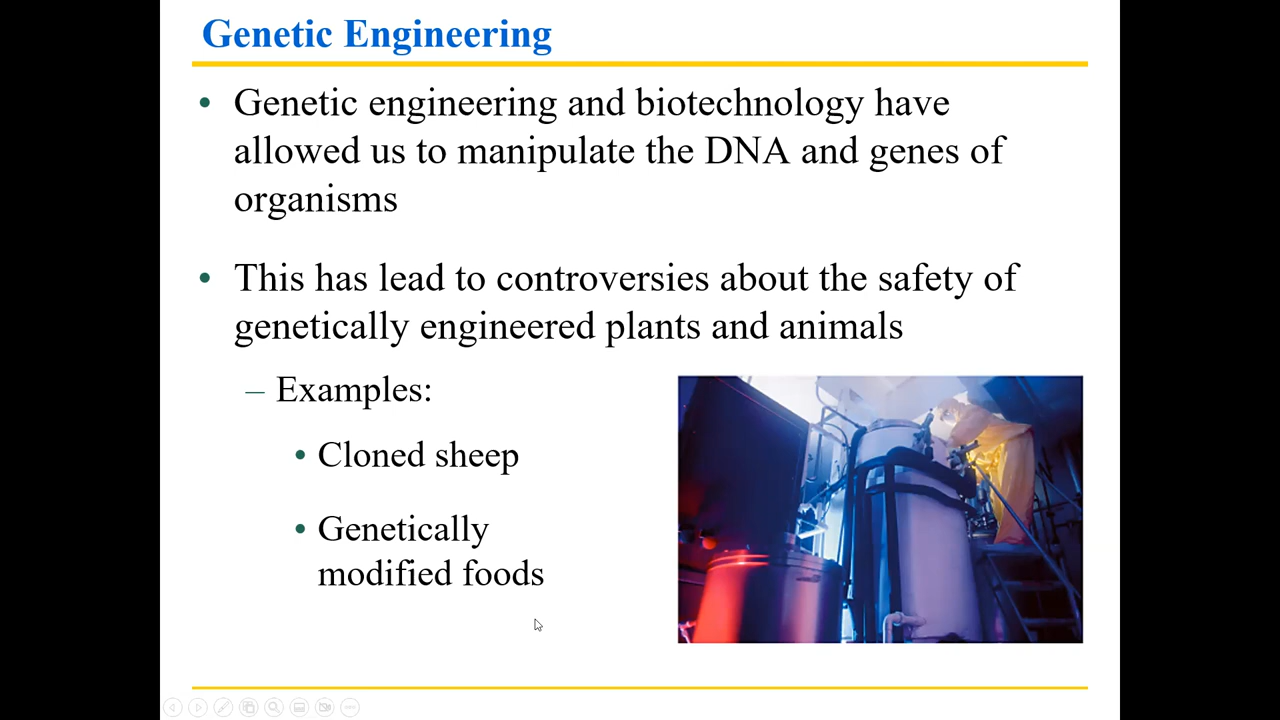 Genetic Engineering
• Genetic engineering and biotechnology have
allowed us to manipulate the DNA and genes of
organisms
• This has lead to controversies about the safety of
genetically engineered plants and animals
– Examples:
• Cloned sheep
• Genetically
modified foods